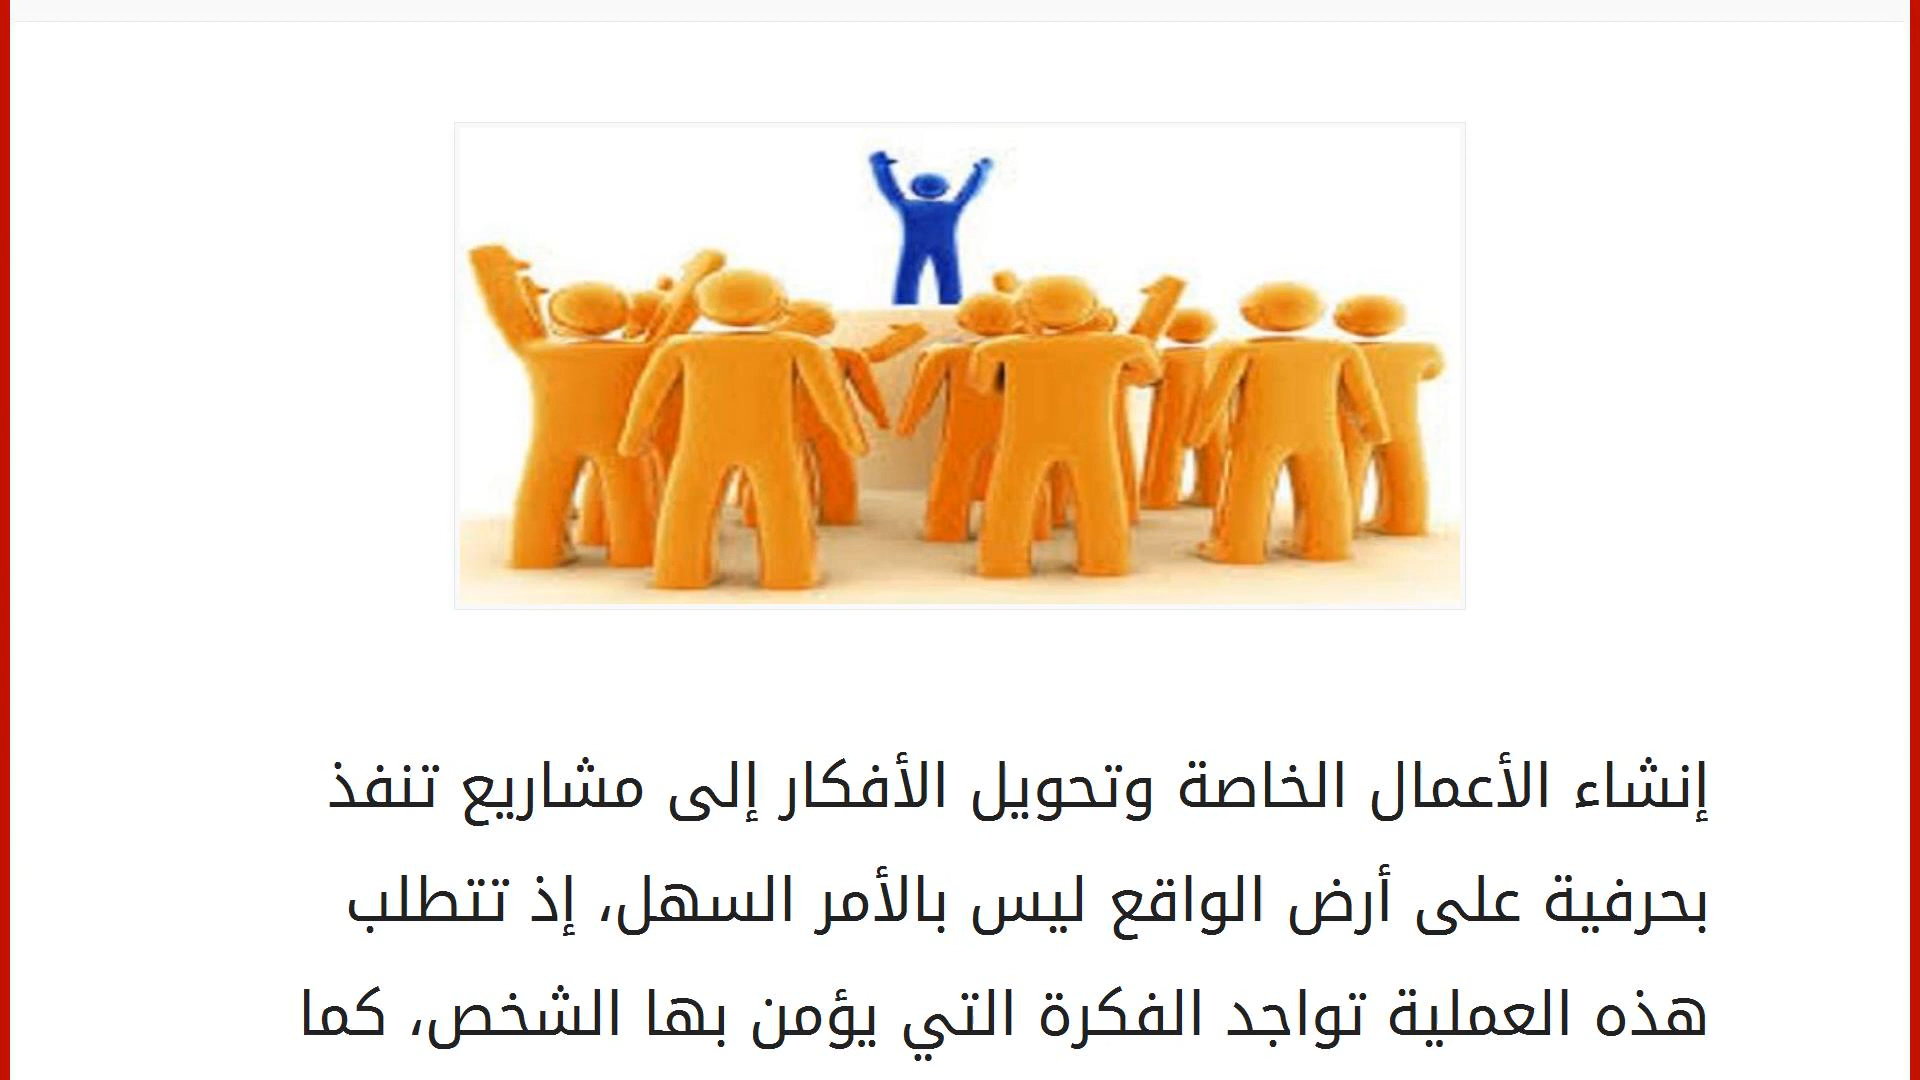 إنشاء الأعمال الخاصة وتحويل الأفكار إلى مشاريع تنفذ
بحرفية على أرض الواقع ليس بالأمر السهل، إذ تتطلب
هذه العملية تواجد الفكرة التي يؤمن بها الشخص، كما